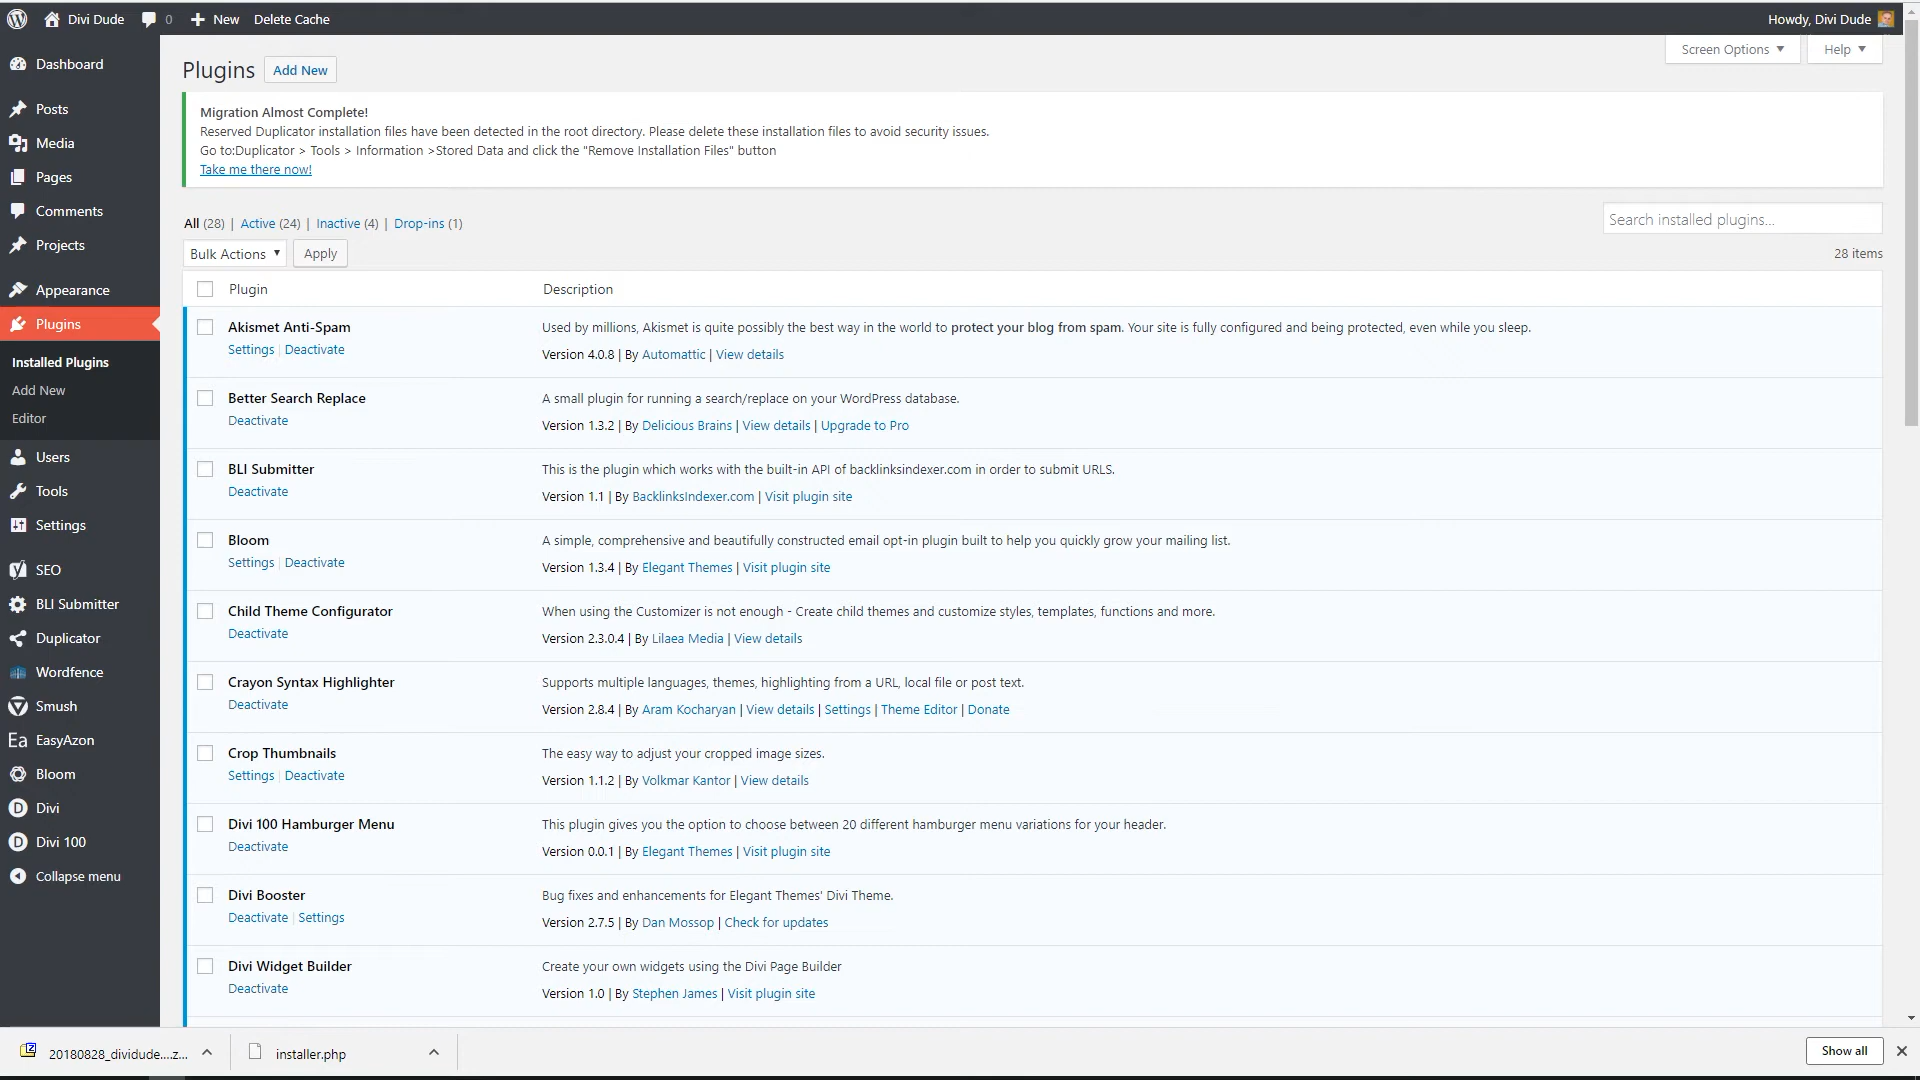 Divi Dude 0 New Delete Cache Howdy, Divi Dude
Screen Options Help
Dashboard
Posts
Media
Pages
Comments
Projects
Appearance
Plugins
Installed Plugins
Add New
Editor
Users
Tools
Settings
SEO
BLI Submitter
Duplicator
Wordfence
Smush
Ea EasyAzon
Bloom
D Divi
D Divi 100
Collapse menu
Plugins Add New
Migration Almost Complete!
Reserved Duplicator installation files have been detected in the root directory. Please delete these installation files to avoid security issues.
Go to:Duplicator > Tools > Information >Stored Data and click the "Remove Installation Files" button
Take me there now!
All (28) | Active (24) | Inactive (4) | Drop-ins (1)
Search installed plugins...
Bulk Actions Apply
28 items
Plugin Description
Akismet Anti-Spam
Settings | Deactivate
Used by millions, Akismet is quite possibly the best way in the world to protect your blog from spam. Your site is fully configured and being protected, even while you sleep.
Version 4.0.8 | By Automattic | View details
Better Search Replace
Deactivate
A small plugin for running a search/replace on your WordPress database.
Version 1.3.2 | By Delicious Brains | View details | Upgrade to Pro
BLI Submitter
Deactivate
This is the plugin which works with the built-in API of backlinksindexer.com in order to submit URLS.
Version 1.1 | By BacklinksIndexer.com | Visit plugin site
Bloom
Settings | Deactivate
A simple, comprehensive and beautifully constructed email opt-in plugin built to help you quickly grow your mailing list.
Version 1.3.4 | By Elegant Themes | Visit plugin site
Child Theme Configurator
Deactivate
When using the Customizer is not enough - Create child themes and customize styles, templates, functions and more.
Version 2.3.0.4 | By Lilaea Media | View details
Crayon Syntax Highlighter
Deactivate
Supports multiple languages, themes, highlighting from a URL, local file or post text.
Version 2.8.4 | By Aram Kocharyan | View details | Settings | Theme Editor | Donate
Crop Thumbnails
Settings | Deactivate
The easy way to adjust your cropped image sizes.
Version 1.1.2 | By Volkmar Kantor | View details
Divi 100 Hamburger Menu
Deactivate
This plugin gives you the option to choose between 20 different hamburger menu variations for your header.
Version 0.0.1 | By Elegant Themes | Visit plugin site
Divi Booster
Deactivate | Settings
Bug fixes and enhancements for Elegant Themes' Divi Theme.
Version 2.7.5 | By Dan Mossop | Check for updates
Divi Widget Builder
Deactivate
Create your own widgets using the Divi Page Builder
Version 1.0 | By Stephen James | Visit plugin site
20180828_dividude....z... installer.php Show all